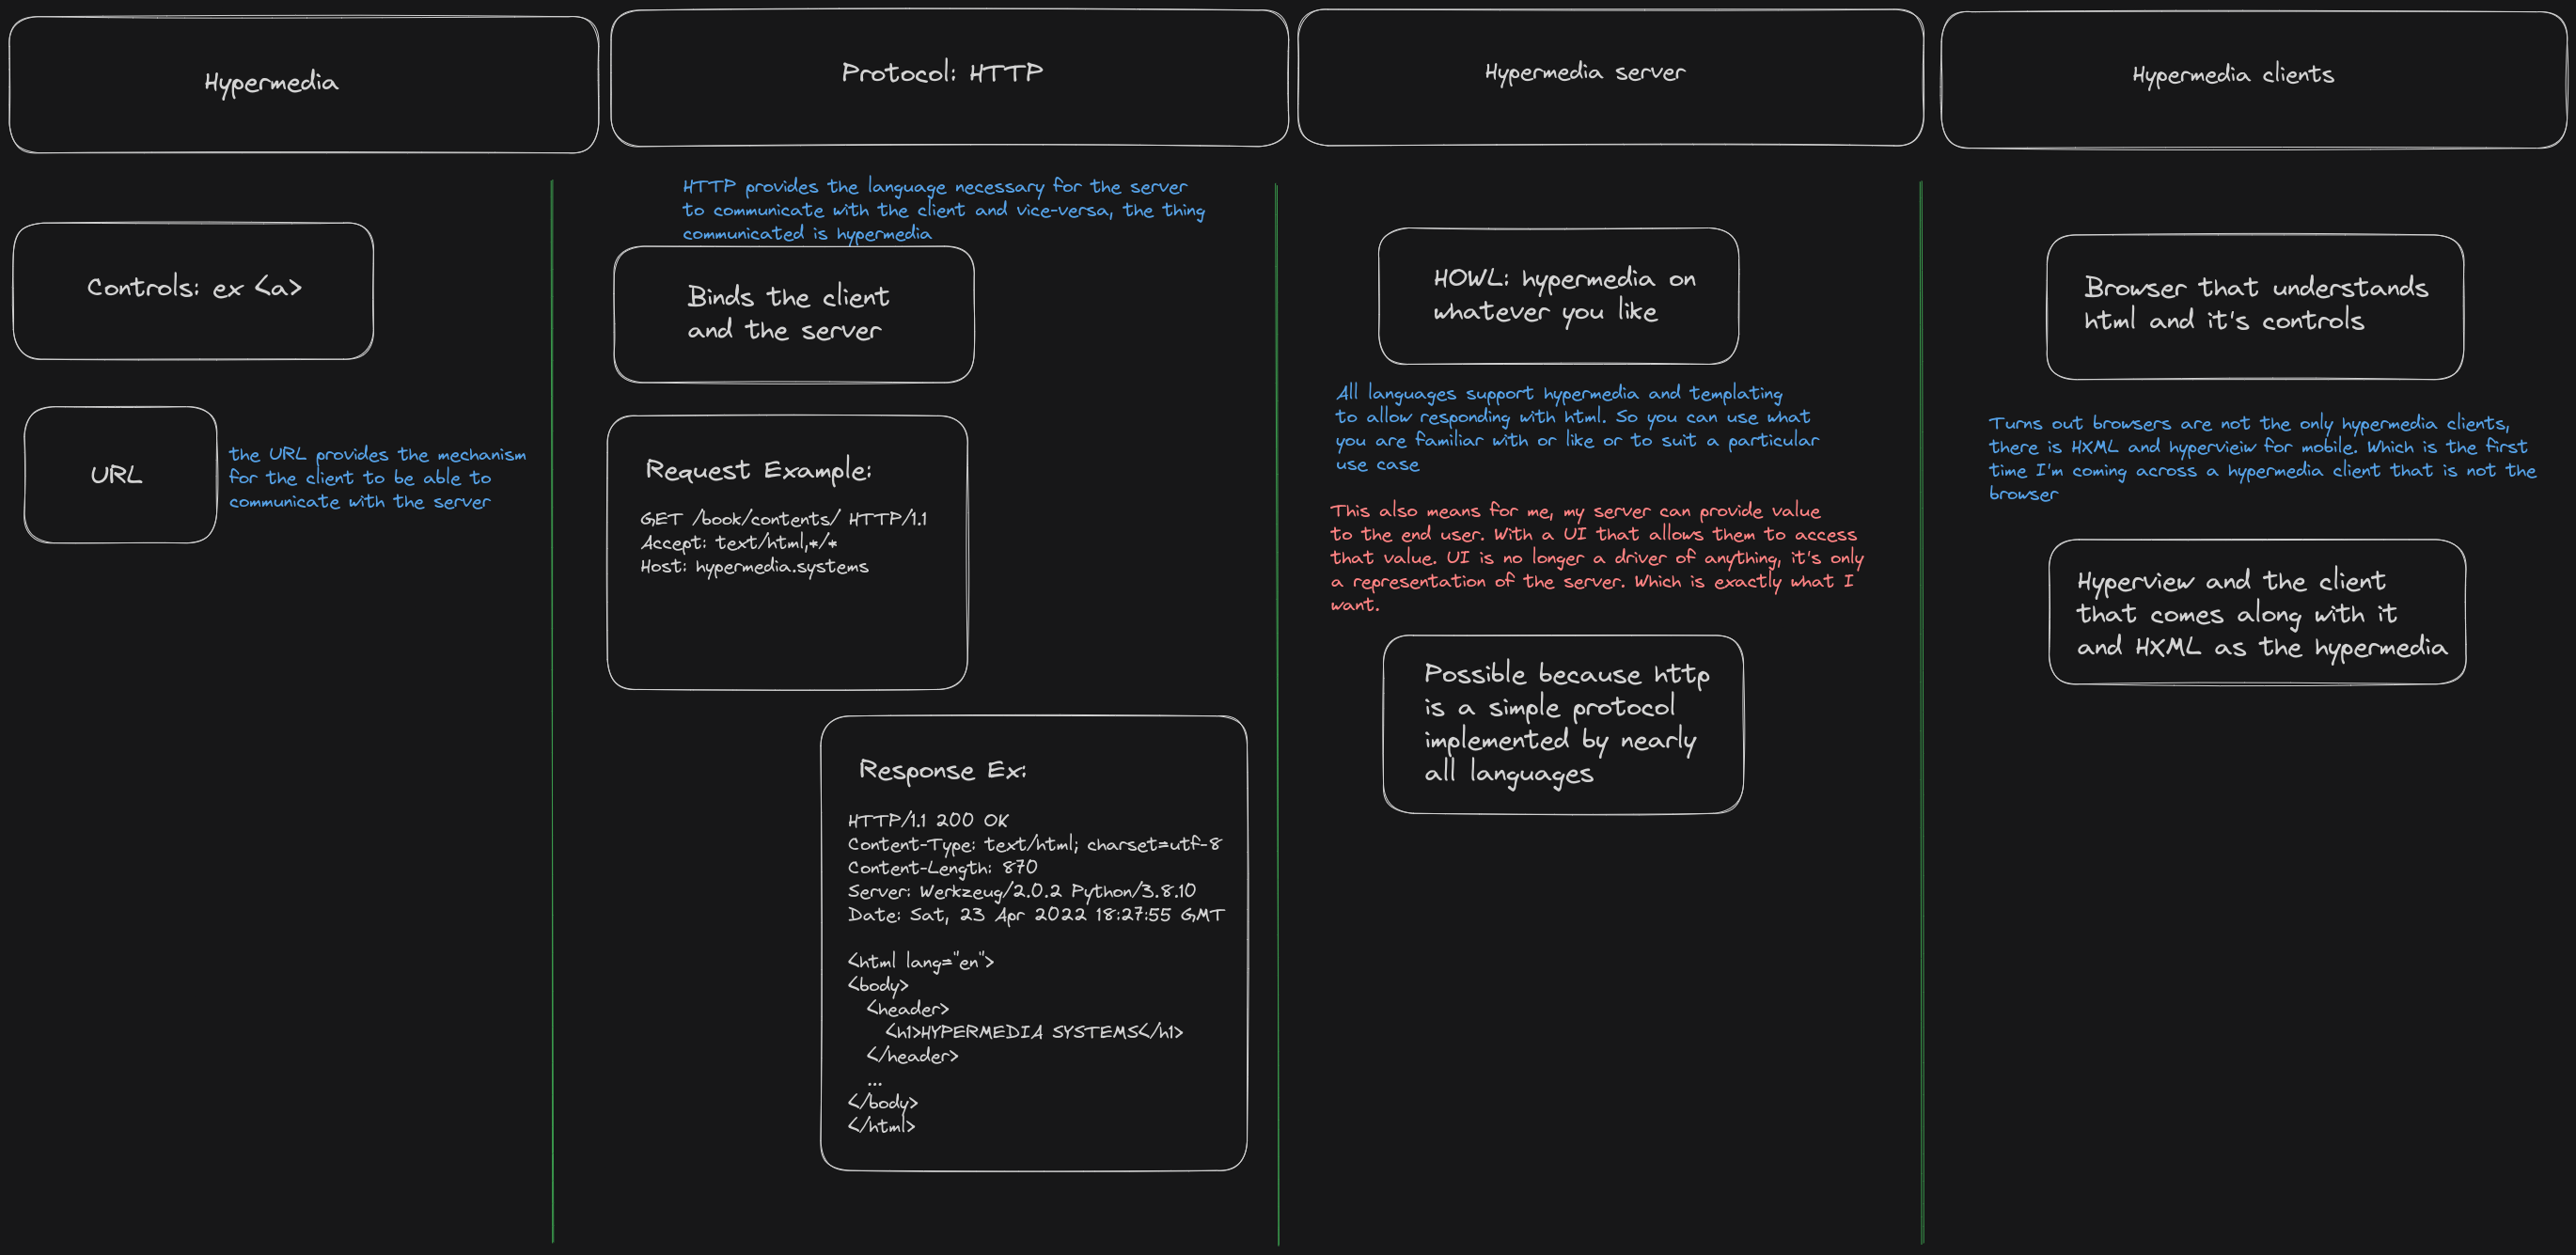 Hypermedia
Controls: ex <a>
URL
the URL provides the mechanism
for the client to be able to
communicate with the server
Protocol: HTTP
HTTP provides the language necessary for the server
to communicate with the client and vice-versa, the thing
communicated is hypermedia
Binds the client
and the server
Request Example:
GET /book/contents/ HTTP/1.1
Accept: text/html,*/*
Host: hypermedia.systems
Response Ex:
HTTP/1.1 200 OK
Content-Type: text/html; charset=utf-8
Content-Length: 870
Server: Werkzeug/2.0.2 Python/3.8.10
Date: Sat, 23 Apr 2022 18:27:55 GMT
<html lang="en">
<body>
<header>
<h1>HYPERMEDIA SYSTEMS</h1>
</header>
...
</body>
</html>
Hypermedia server
HOWL: hypermedia on
whatever you like
All languages support hypermedia and templating
to allow responding with html. So you can use what
you are familiar with or like or to suit a particular
use case
This also means for me, my server can provide value
to the end user. With a UI that allows them to access
that value. UI is no longer a driver of anything, it's only
a representation of the server. Which is exactly what I
want.
Possible because http
is a simple protocol
implemented by nearly
all languages
Hypermedia clients
Browser that understands
html and it's controls
Turns out browsers are not the only hypermedia clients,
there is HXML and hypervieiw for mobile. Which is the first
time I'm coming across a hypermedia client that is not the
browser
Hyperview and the client
that comes along with it
and HXML as the hypermedia